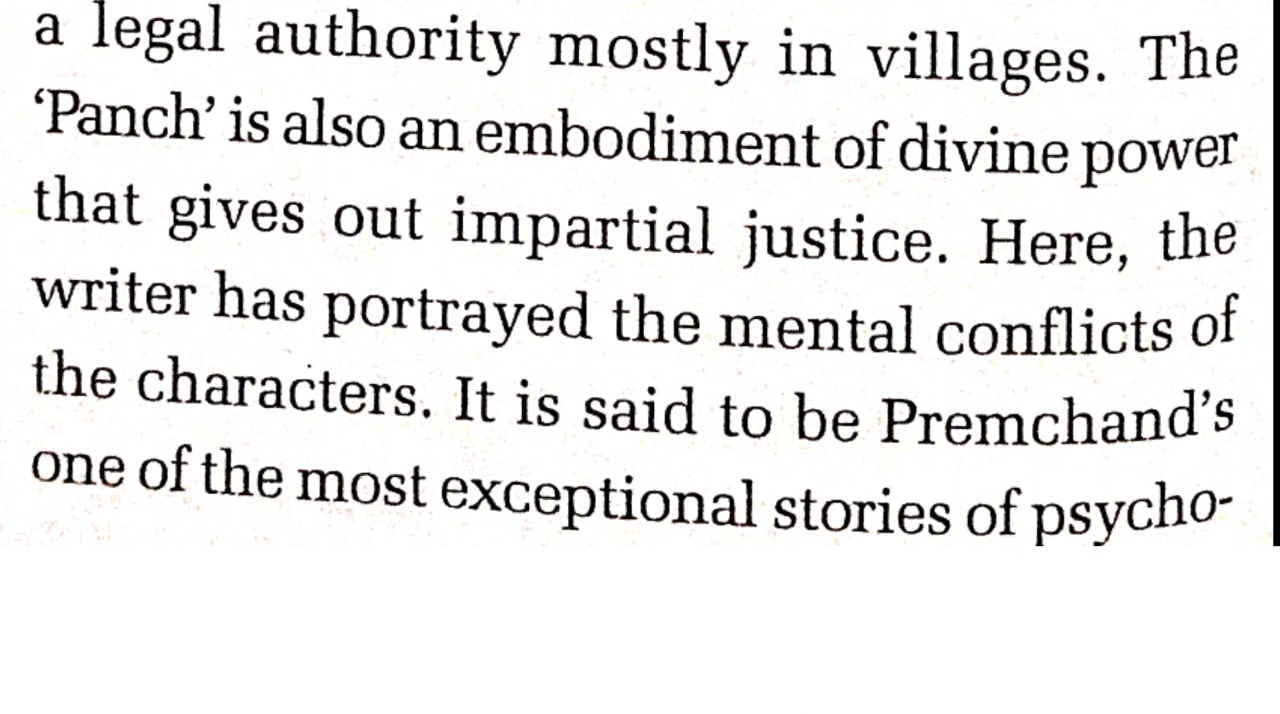 a legal authority mostly in villages. The
‘Panch’ is also an embodiment of divine power
that gives out impartial justice. Here, the
writer has portrayed the mental conflicts of
the characters. It is said to be Premchand’s
one of the most exceptional stories of psycho-